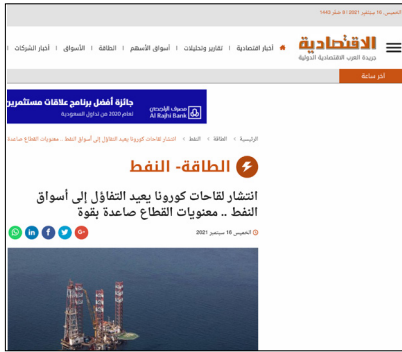 الخميس, 16 سبتمبر 2021 | 9 صفر 1443
الاقتصادية
جريدة العرب الاقتصادية الدولية
أخبار اقتصادية | تقارير وتحليلات | أسواق الأسهم | الطاقة | الأسواق | أخبار الشركات
آخر ساعة
جائزة أفضل برنامج علاقات مستثمرين
لعام 2020 من تداول السعودية
مصرف الراجحي
Al Rajhi Bank
الرئيسية > الطاقة > النفط > انتشار لقاحات كورونا يعيد التفاؤل إلى أسواق النفط .. معنويات القطاع صاعدة
الطاقة- النفط
انتشار لقاحات كورونا يعيد التفاؤل إلى أسواق
النفط .. معنويات القطاع صاعدة بقوة
الخميس 16 سبتمبر 2021